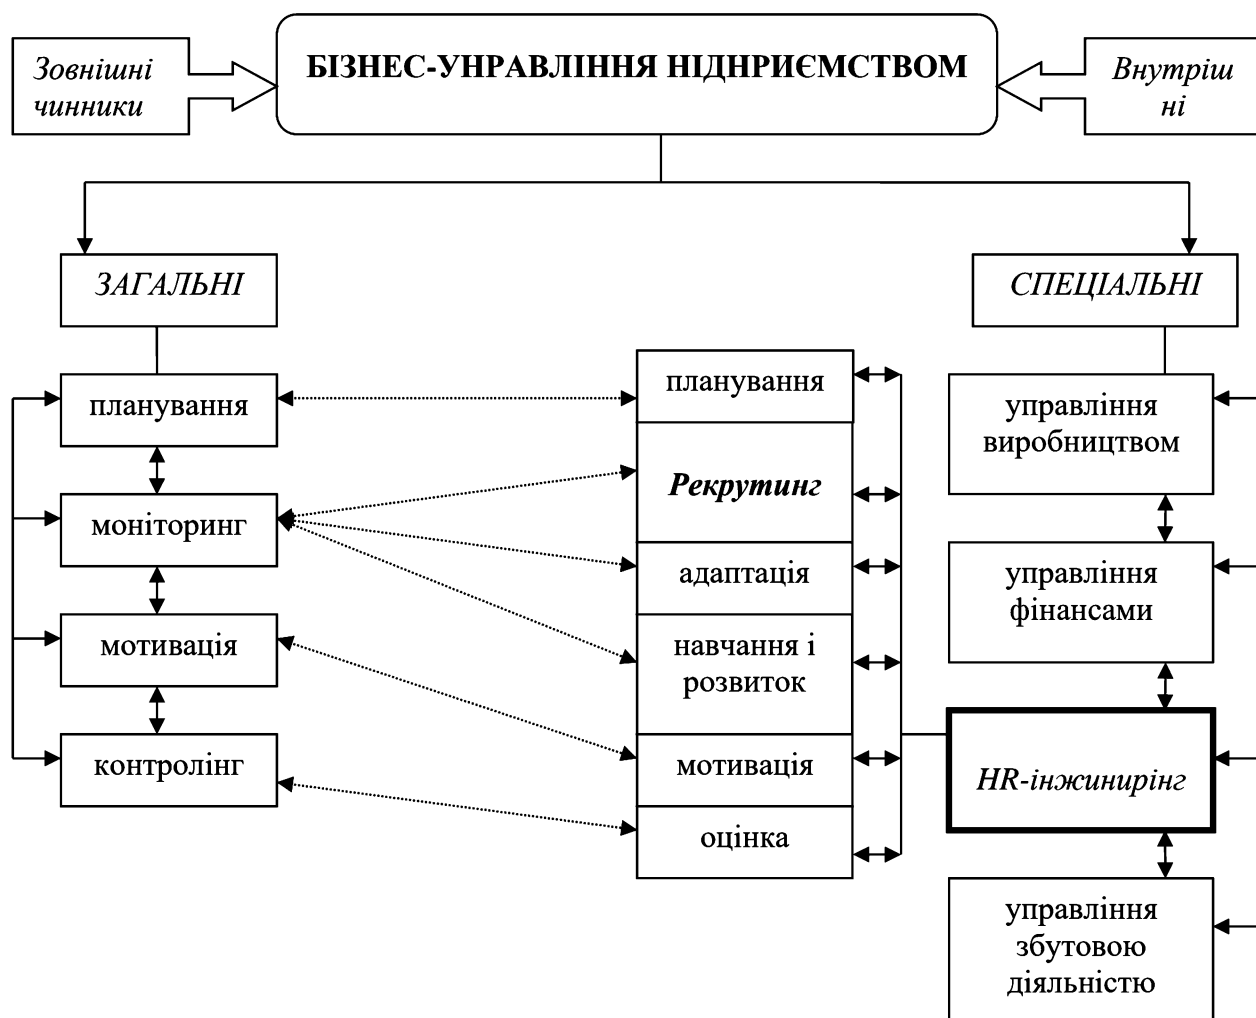 Зовнішні
чинники
БІЗНЕС-УНРАВЛІННЯ НІДНРИЄМСТВОМ
Внутріш
ні
ЗАГАЛЬНІ
СПЕЦІАЛЬНІ
планування
моніторинг
мотивація
контролінг
планування
Рекрутинг
адаптація
навчання і
розвиток
мотивація
оцінка
управління
виробництвом
управління
фінансами
HR-інжинирінг
управління
збутовою
діяльністю